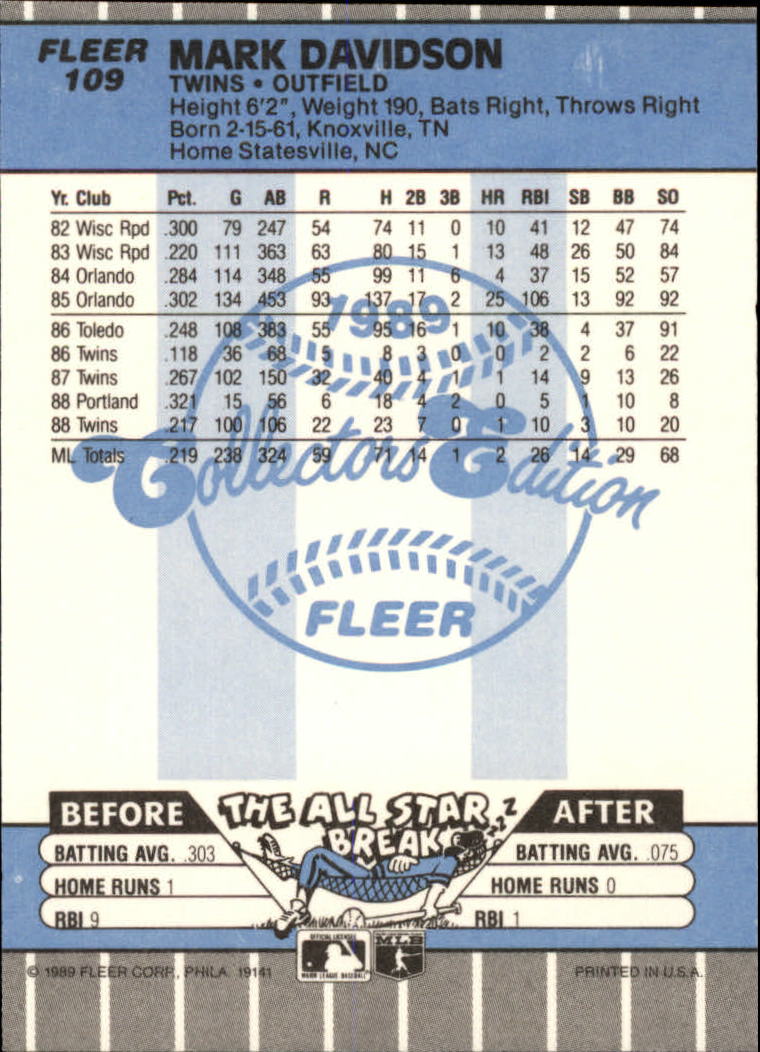 FLEER
109
MARK DAVIDSON
TWINS • OUTFIELD
Height 6'2", Weight 190, Bats Right, Throws Right
Born 2-15-61, Knoxville, TN
Home Statesville, NC
Yr. Club Pct. G AB R H 2B 3B HR RBI SB BB SO
82 Wisc Rpd .300 79 247 54 74 11 0 10 41 12 47 74
83 Wisc Rpd .220 111 363 63 80 15 1 13 48 26 50 84
84 Orlando .284 114 348 55 99 11 6 4 37 15 52 57
85 Orlando .302 134 453 93 137 17 2 25 106 13 92 92
86 Toledo .248 108 383 55 95 16 1 10 38 4 37 91
86 Twins .118 36 68 5 8 3 0 0 2 2 6 22
87 Twins .267 102 150 32 40 4 1 1 14 9 13 26
88 Portland .321 15 56 6 18 4 2 0 5 1 10 8
88 Twins .217 100 106 22 23 7 0 1 10 3 10 20
ML Totals .219 238 324 59 71 14 1 2 26 14 29 68
1989
Collectors Edition
FLEER
BEFORE THE ALL STAR BREAK ZZZ AFTER
BATTING AVG. .303 BATTING AVG. .075
HOME RUNS 1 HOME RUNS 0
RBI 9 RBI 1
OFFICIAL LICENSEE
MAJOR LEAGUE BASEBALL
MLB
© 1989 FLEER CORP., PHILA. 19141 PRINTED IN U.S.A.